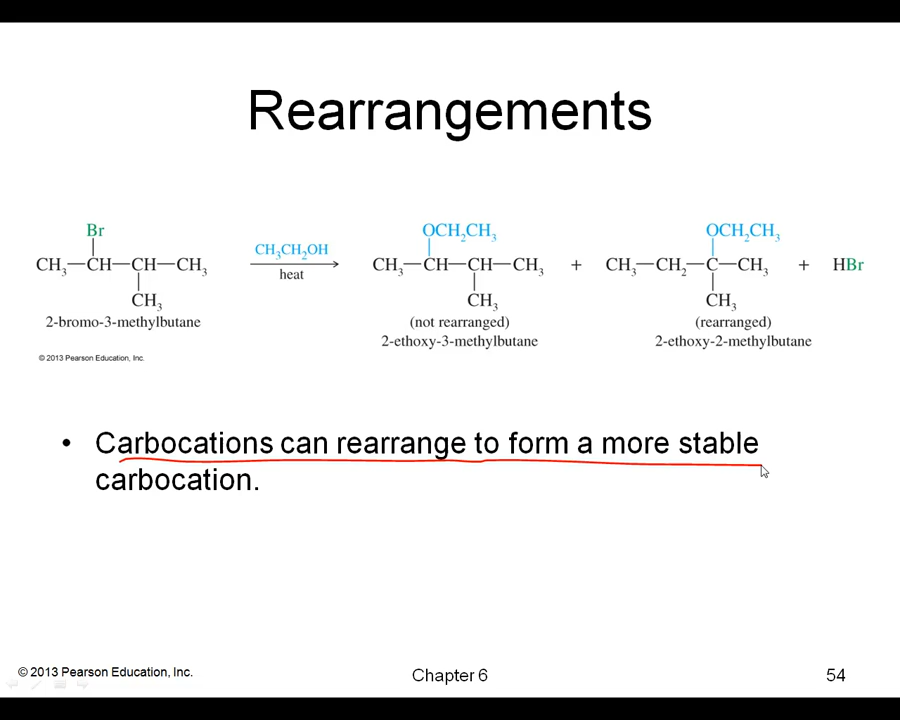 Rearrangements
Br
CH₃—CH—CH—CH₃
CH₃
2-bromo-3-methylbutane
CH₃CH₂OH
heat
OCH₂CH₃
CH₃—CH—CH—CH₃
CH₃
(not rearranged)
2-ethoxy-3-methylbutane
+
OCH₂CH₃
CH₃—CH₂—C—CH₃
CH₃
(rearranged)
2-ethoxy-2-methylbutane
+
HBr
© 2013 Pearson Education, Inc.
• Carbocations can rearrange to form a more stable
carbocation.
© 2013 Pearson Education, Inc.
Chapter 6
54